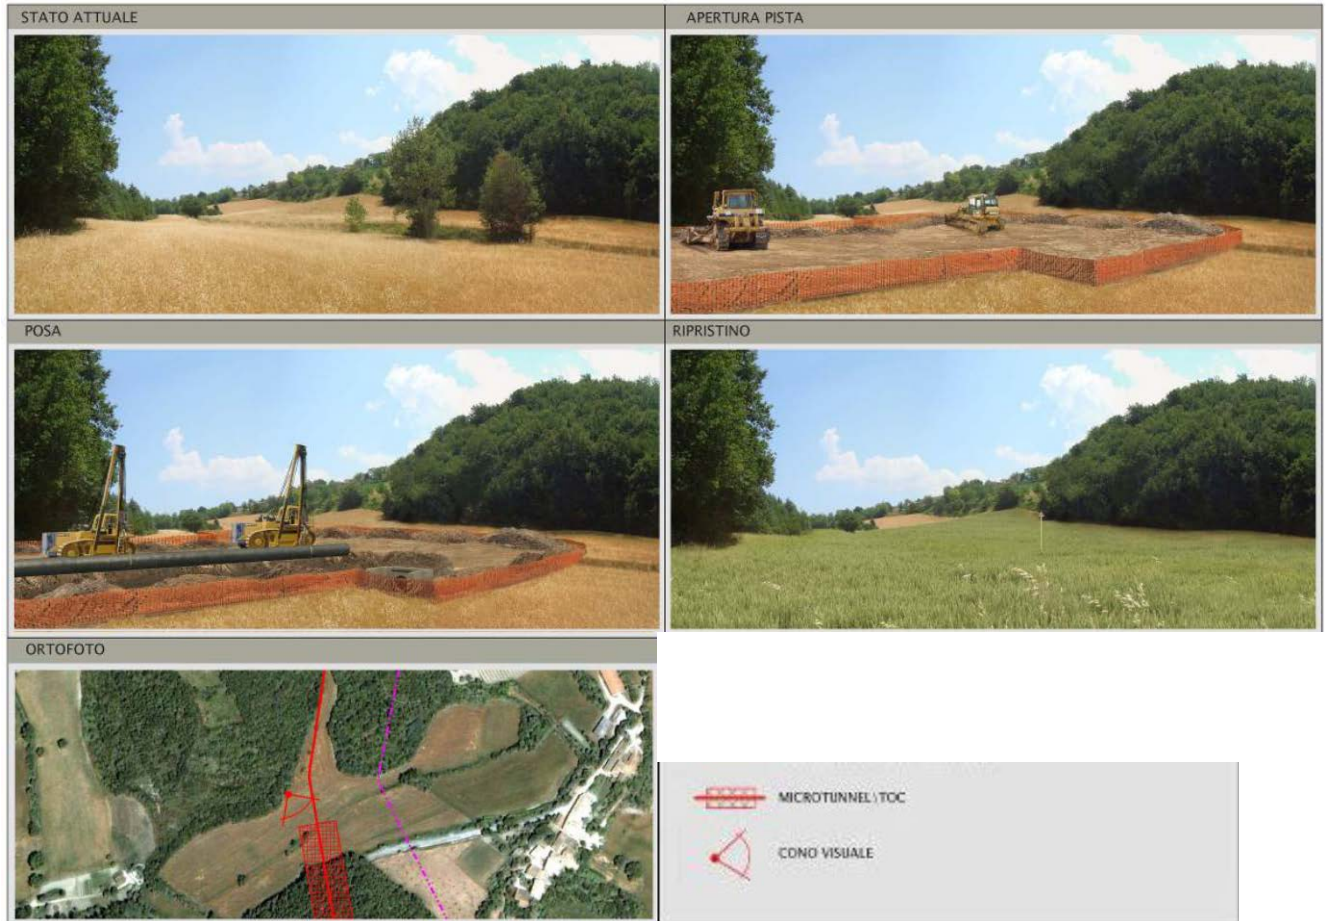 STATO ATTUALE
APERTURA PISTA
POSA
RIPRISTINO
ORTOFOTO
MICROTUNNEL\TOC
CONO VISUALE